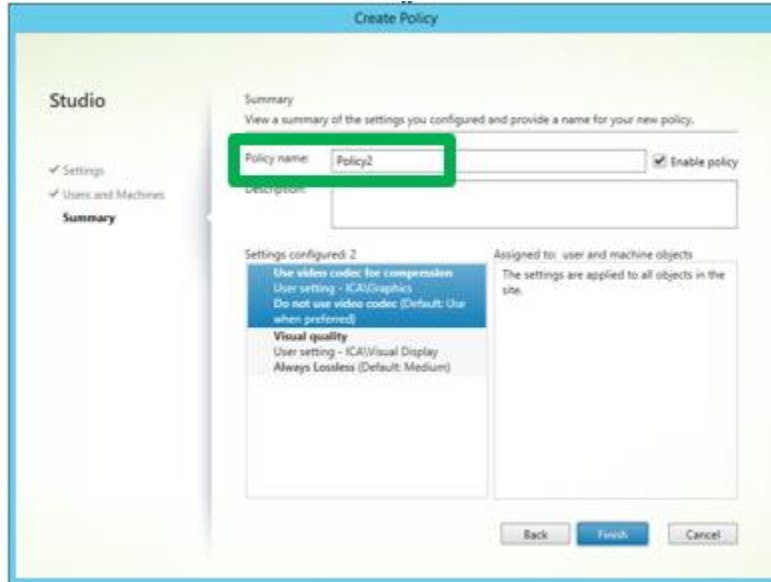 Create Policy
Studio
✓ Settings
✓ Users and Machines
Summary
Summary
View a summary of the settings you configured and provide a name for your new policy.
Policy name: Policy2
Enable policy
Description:
Settings configured: 2
Use video codec for compression
User setting - ICA\Graphics
Do not use video codec (Default: Use
when preferred)
Visual quality
User setting - ICA\Visual Display
Always Lossless (Default: Medium)
Assigned to: user and machine objects
The settings are applied to all objects in the
site.
Back Finish Cancel